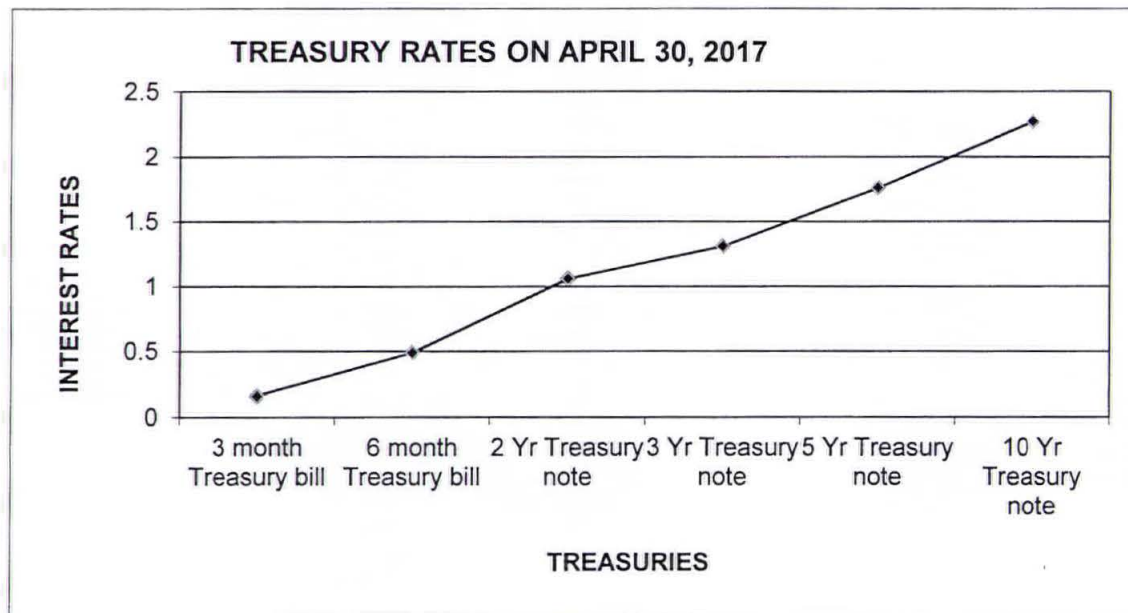 TREASURY RATES ON APRIL 30, 2017
2.5
2
1.5
1
0.5
0
INTEREST RATES
3 month Treasury bill
6 month Treasury bill
2 Yr Treasury note
3 Yr Treasury note
5 Yr Treasury note
10 Yr Treasury note
TREASURIES